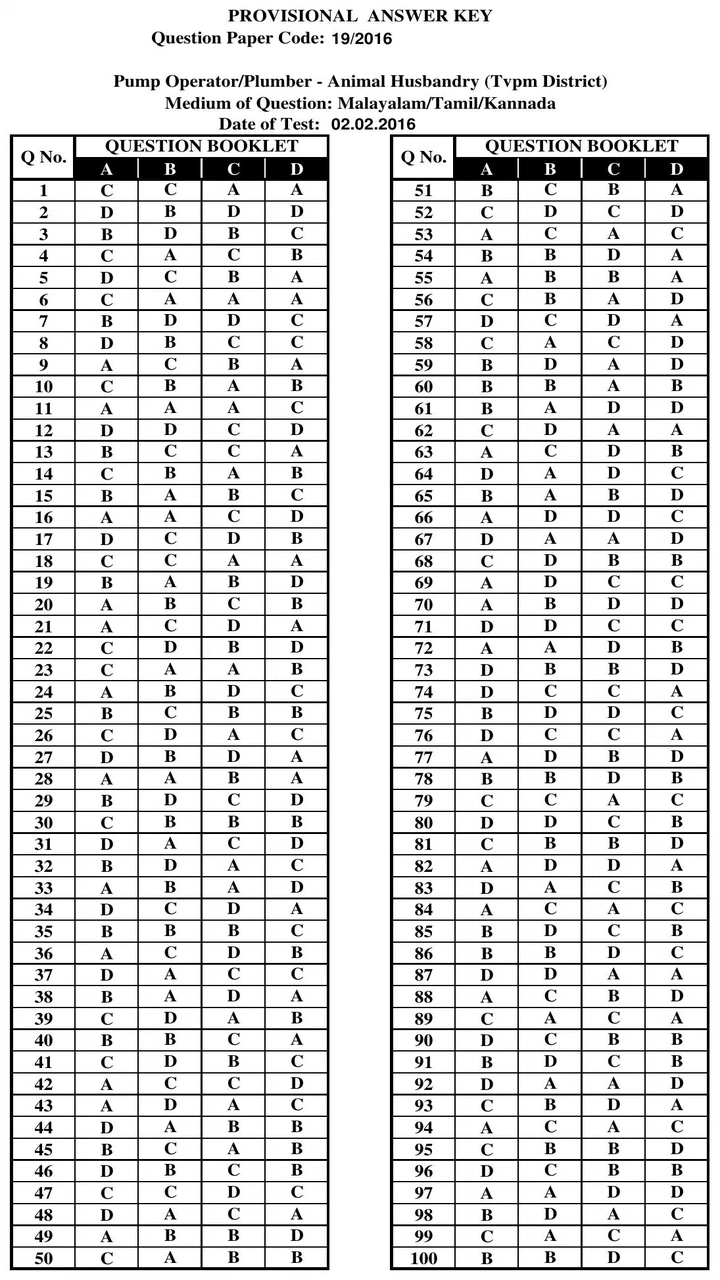 PROVISIONAL ANSWER KEY
Question Paper Code: 19/2016
Pump Operator/Plumber - Animal Husbandry (Tvpm District)
Medium of Question: Malayalam/Tamil/Kannada
Date of Test: 02.02.2016
Q No. QUESTION BOOKLET
A B C D
1 C C A A
2 D B D D
3 B D B C
4 C A C B
5 D C B A
6 C A A A
7 B D D C
8 D B C C
9 A C B A
10 C B A B
11 A A A C
12 D D C D
13 B C C A
14 C B A B
15 B A B C
16 A A C D
17 D C D B
18 C C A A
19 B A B D
20 A B C B
21 A C D A
22 C D B D
23 C A A B
24 A B D C
25 B C B B
26 C D A C
27 D B D A
28 A A B A
29 B D C D
30 C B B B
31 D A C D
32 B D A C
33 A B A D
34 D C D A
35 B B B C
36 A C D B
37 D A C C
38 B A D A
39 C D A B
40 B B C A
41 C D B C
42 A C C D
43 A D A C
44 D A B B
45 B C A B
46 D B C B
47 C C D C
48 D A C A
49 A B B D
50 C A B B
Q No. QUESTION BOOKLET
A B C D
51 B C B A
52 C D C D
53 A C A C
54 B B D A
55 A B B A
56 C B A D
57 D C D A
58 C A C D
59 B D A D
60 B B A B
61 B A D D
62 C D A A
63 A C D B
64 D A D C
65 B A B D
66 A D D C
67 D A A D
68 C D B B
69 A D C C
70 A B D D
71 D D C C
72 A A D B
73 D B B D
74 D C C A
75 B D D C
76 D C C A
77 A D B D
78 B B D B
79 C C A C
80 D D C B
81 C B B D
82 A D D A
83 D A C B
84 A C A C
85 B D C B
86 B B D C
87 D D A A
88 A C B D
89 C A C A
90 D C B B
91 B D C B
92 D A A D
93 C B D A
94 A C A C
95 C B B D
96 D C B B
97 A A D D
98 B D A C
99 C A C A
100 B B D C